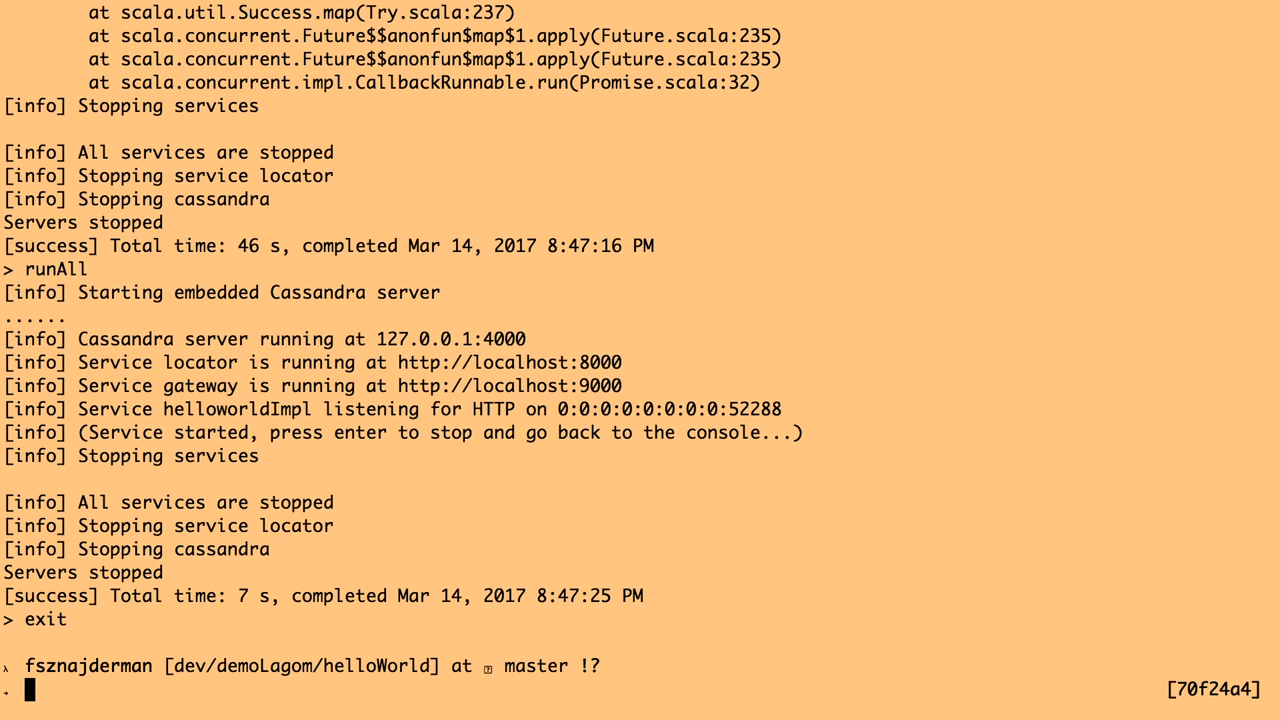 at scala.util.Success.map(Try.scala:237)
at scala.concurrent.Future$$anonfun$map$1.apply(Future.scala:235)
at scala.concurrent.Future$$anonfun$map$1.apply(Future.scala:235)
at scala.concurrent.impl.CallbackRunnable.run(Promise.scala:32)
[info] Stopping services
[info] All services are stopped
[info] Stopping service locator
[info] Stopping cassandra
Servers stopped
[success] Total time: 46 s, completed Mar 14, 2017 8:47:16 PM
> runAll
[info] Starting embedded Cassandra server
......
[info] Cassandra server running at 127.0.0.1:4000
[info] Service locator is running at http://localhost:8000
[info] Service gateway is running at http://localhost:9000
[info] Service helloworldImpl listening for HTTP on 0:0:0:0:0:0:0:0:52288
[info] (Service started, press enter to stop and go back to the console...)
[info] Stopping services
[info] All services are stopped
[info] Stopping service locator
[info] Stopping cassandra
Servers stopped
[success] Total time: 7 s, completed Mar 14, 2017 8:47:25 PM
> exit
λ fsznajderman [dev/demoLagom/helloWorld] at master !?
→ [70f24a4]